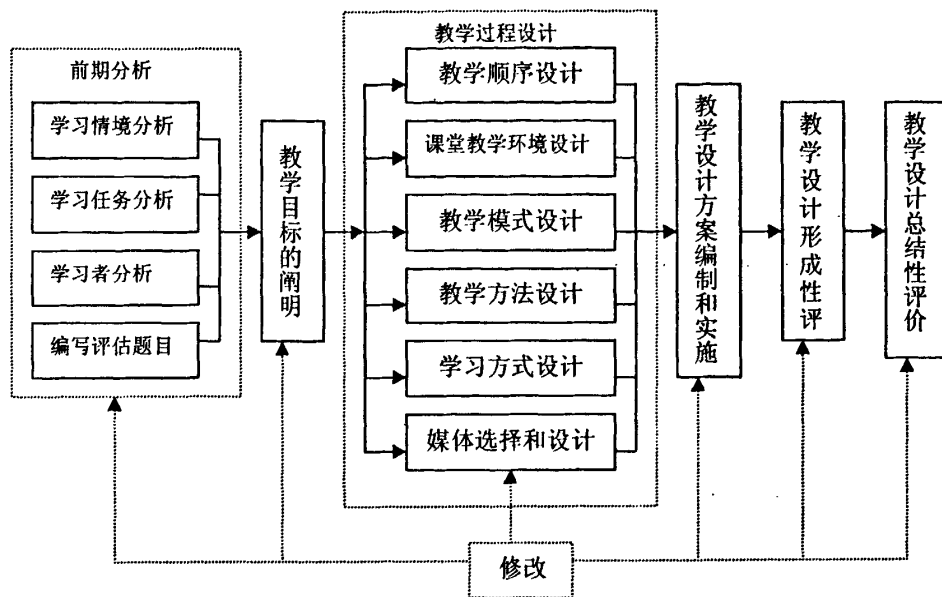 前期分析
学习情境分析
学习任务分析
学习者分析
编写评估题目
教学目标的阐明
教学过程设计
教学顺序设计
课堂教学环境设计
教学模式设计
教学方法设计
学习方式设计
媒体选择和设计
教学设计方案编制和实施
教学设计形成性评
教学设计总结性评价
修改